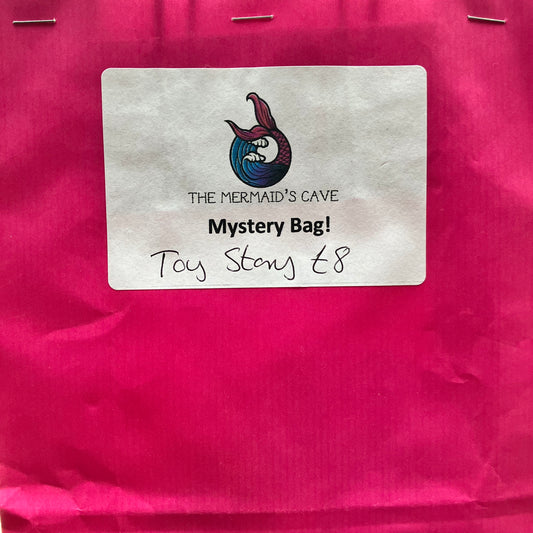 THE MERMAID'S CAVE
Mystery Bag!
Toy Story £8